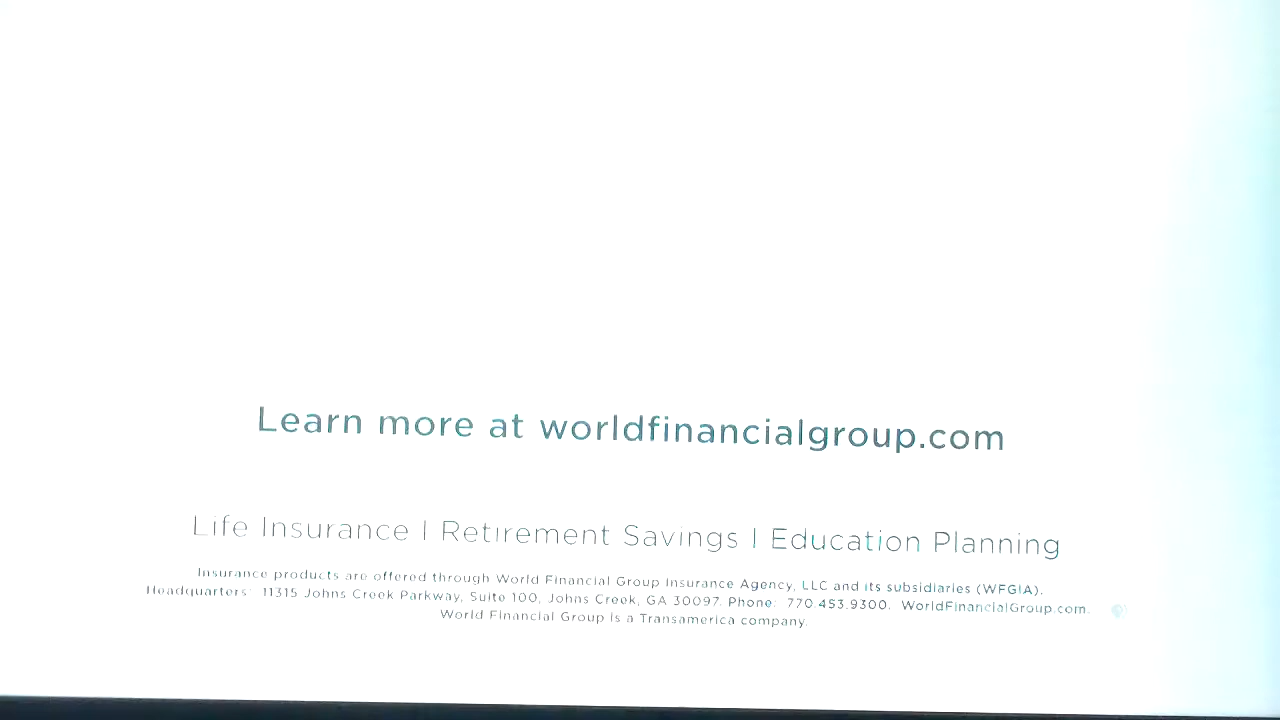 Learn more at worldfinancialgroup.com
Life Insurance | Retirement Savings | Education Planning
Insurance products are offered through World Financial Group Insurance Agency, LLC and its subsidiaries (WFGIA).
Headquarters: 11315 Johns Creek Parkway, Suite 100, Johns Creek, GA 30097. Phone: 770.453.9300. WorldFinancialGroup.com.
World Financial Group is a Transamerica company.